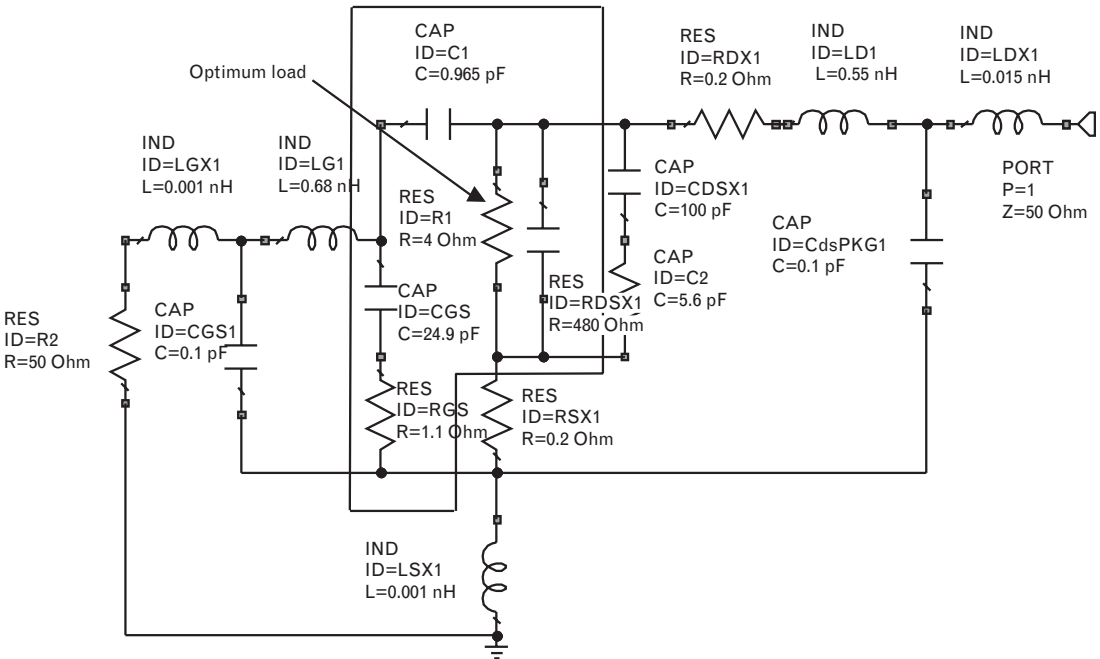 CAP
ID=C1
C=0.965 pF
Optimum load
RES
ID=RDX1
R=0.2 Ohm
IND
ID=LD1
L=0.55 nH
IND
ID=LDX1
L=0.015 nH
IND
ID=LGX1
L=0.001 nH
IND
ID=LG1
L=0.68 nH
RES
ID=R1
R=4 Ohm
CAP
ID=CDSX1
C=100 pF
PORT
P=1
Z=50 Ohm
CAP
ID=CdsPKG1
C=0.1 pF
CAP
ID=C2
C=5.6 pF
RES
ID=RDSX1
R=480 Ohm
CAP
ID=CGS
C=24.9 pF
RES
ID=R2
R=50 Ohm
CAP
ID=CGS1
C=0.1 pF
RES
ID=RGS
R=1.1 Ohm
RES
ID=RSX1
R=0.2 Ohm
IND
ID=LSX1
L=0.001 nH